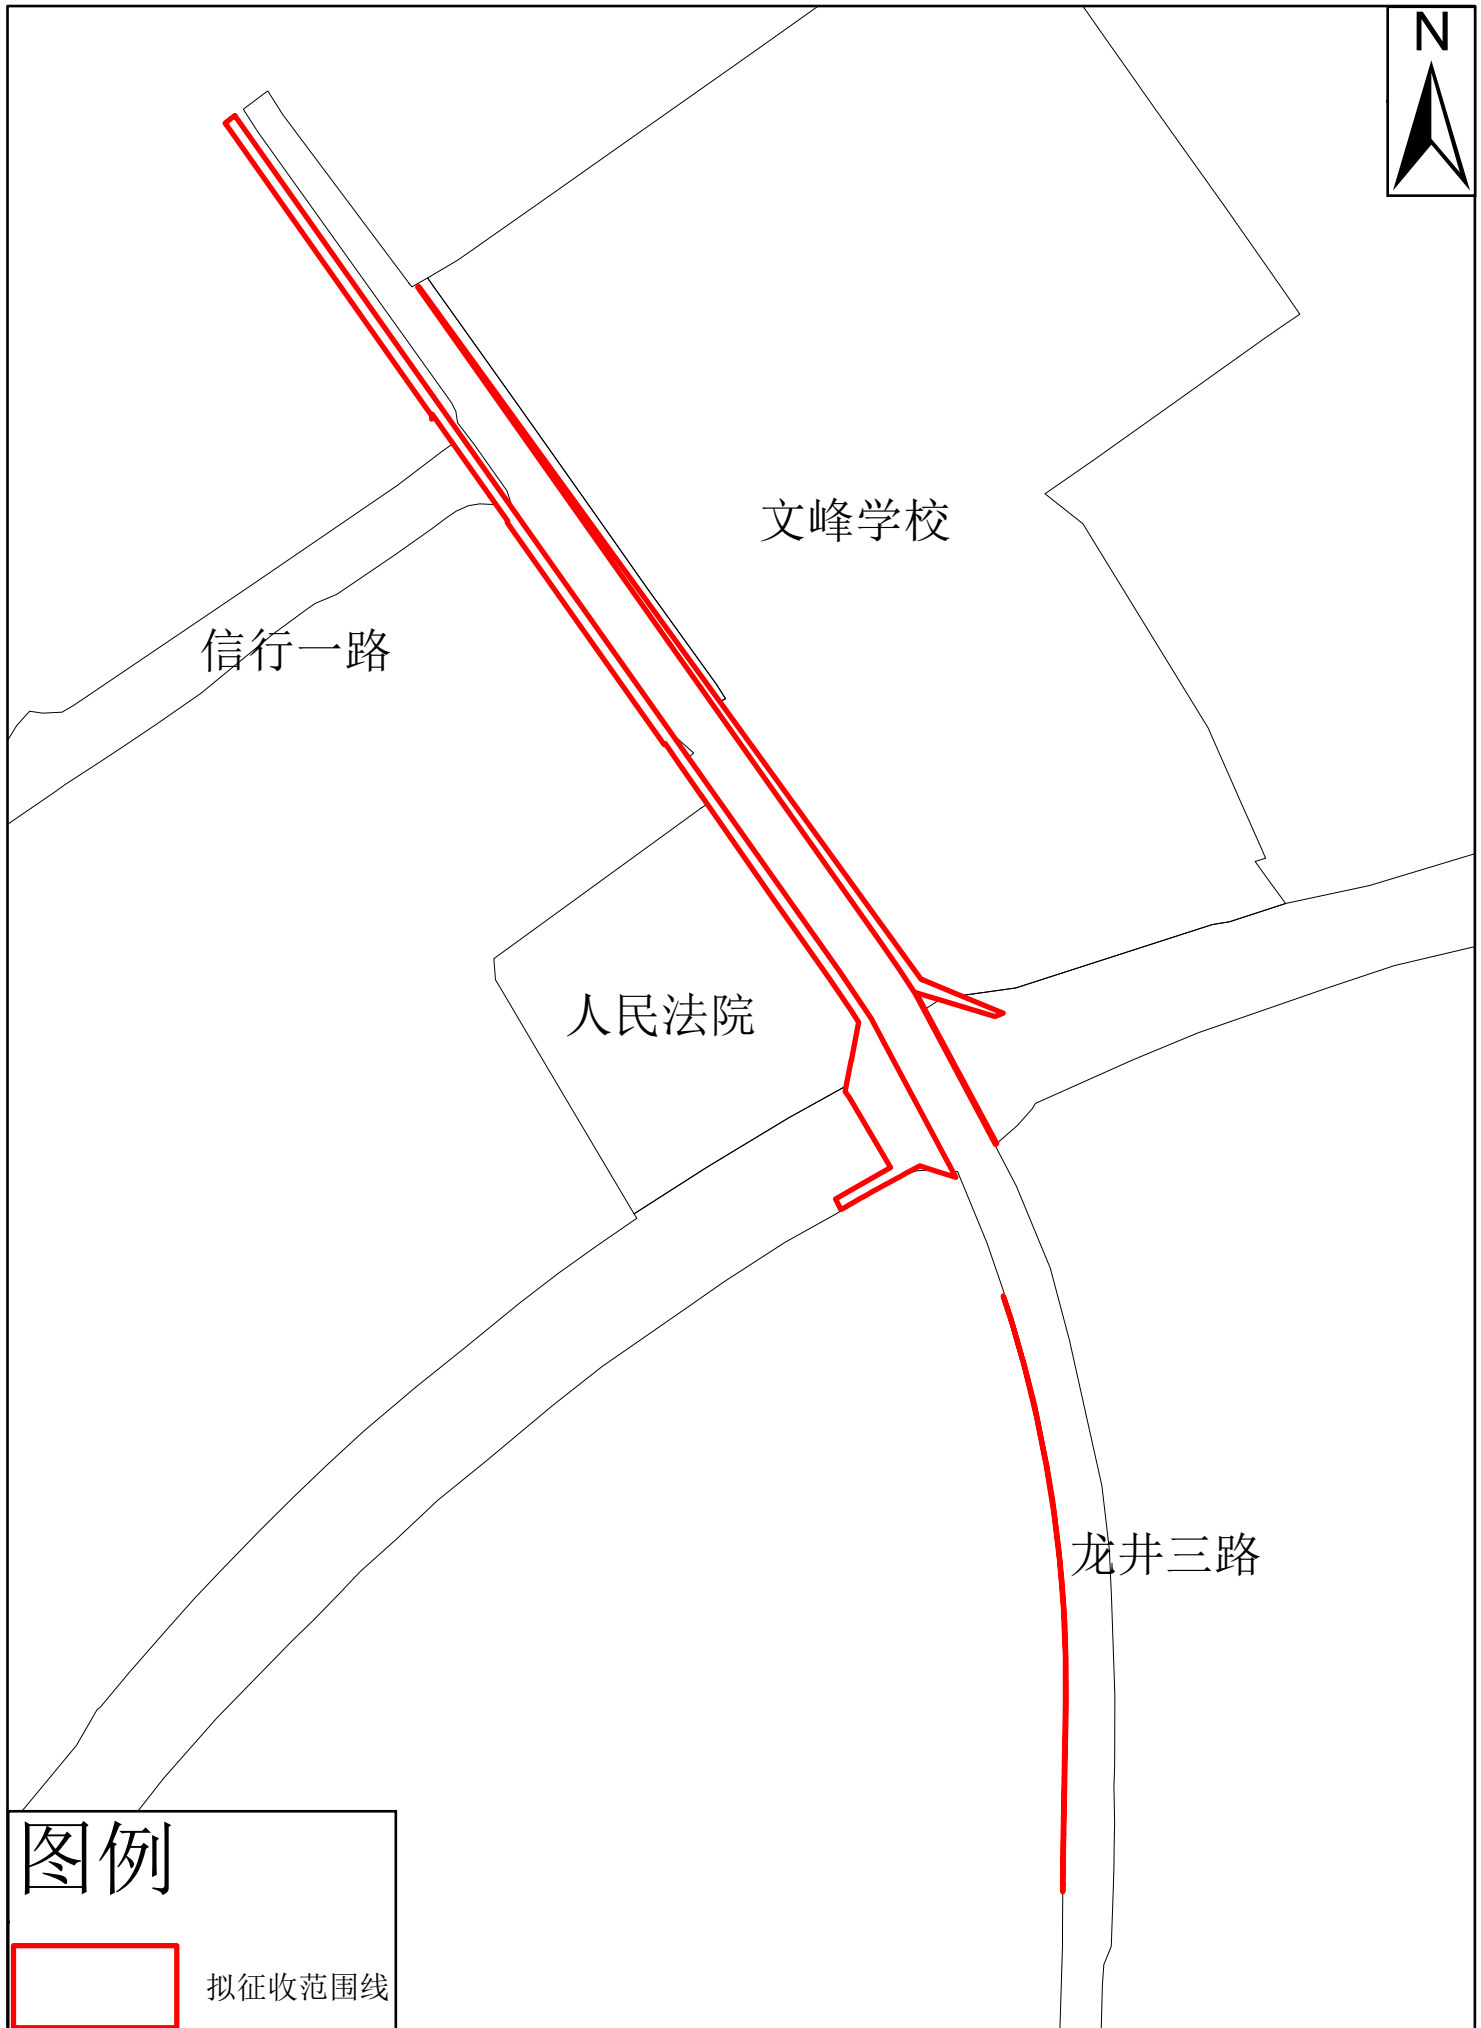 N
文峰学校
信行一路
人民法院
龙井三路
图例
拟征收范围线